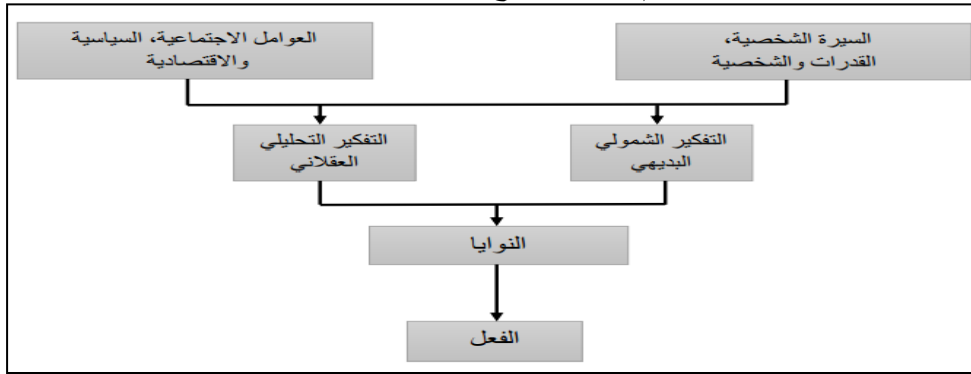 السيرة الشخصية،
القدرات والشخصية
العوامل الاجتماعية، السياسية
والاقتصادية
التفكير الشمولي
البديهي
التفكير التحليلي
العقلاني
النوايا
الفعل